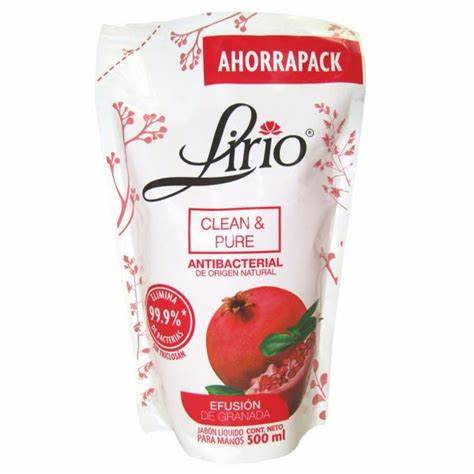 AHORRAPACK
Lirio®
CLEAN &
PURE
ANTIBACTERIAL
DE ORIGEN NATURAL
ELIMINA
99.9%*
DE BACTERIAS
SIN TRICLOSÁN
EFUSIÓN
DE GRANADA
JABÓN LÍQUIDO CONT. NETO
PARA MANOS 500 ml